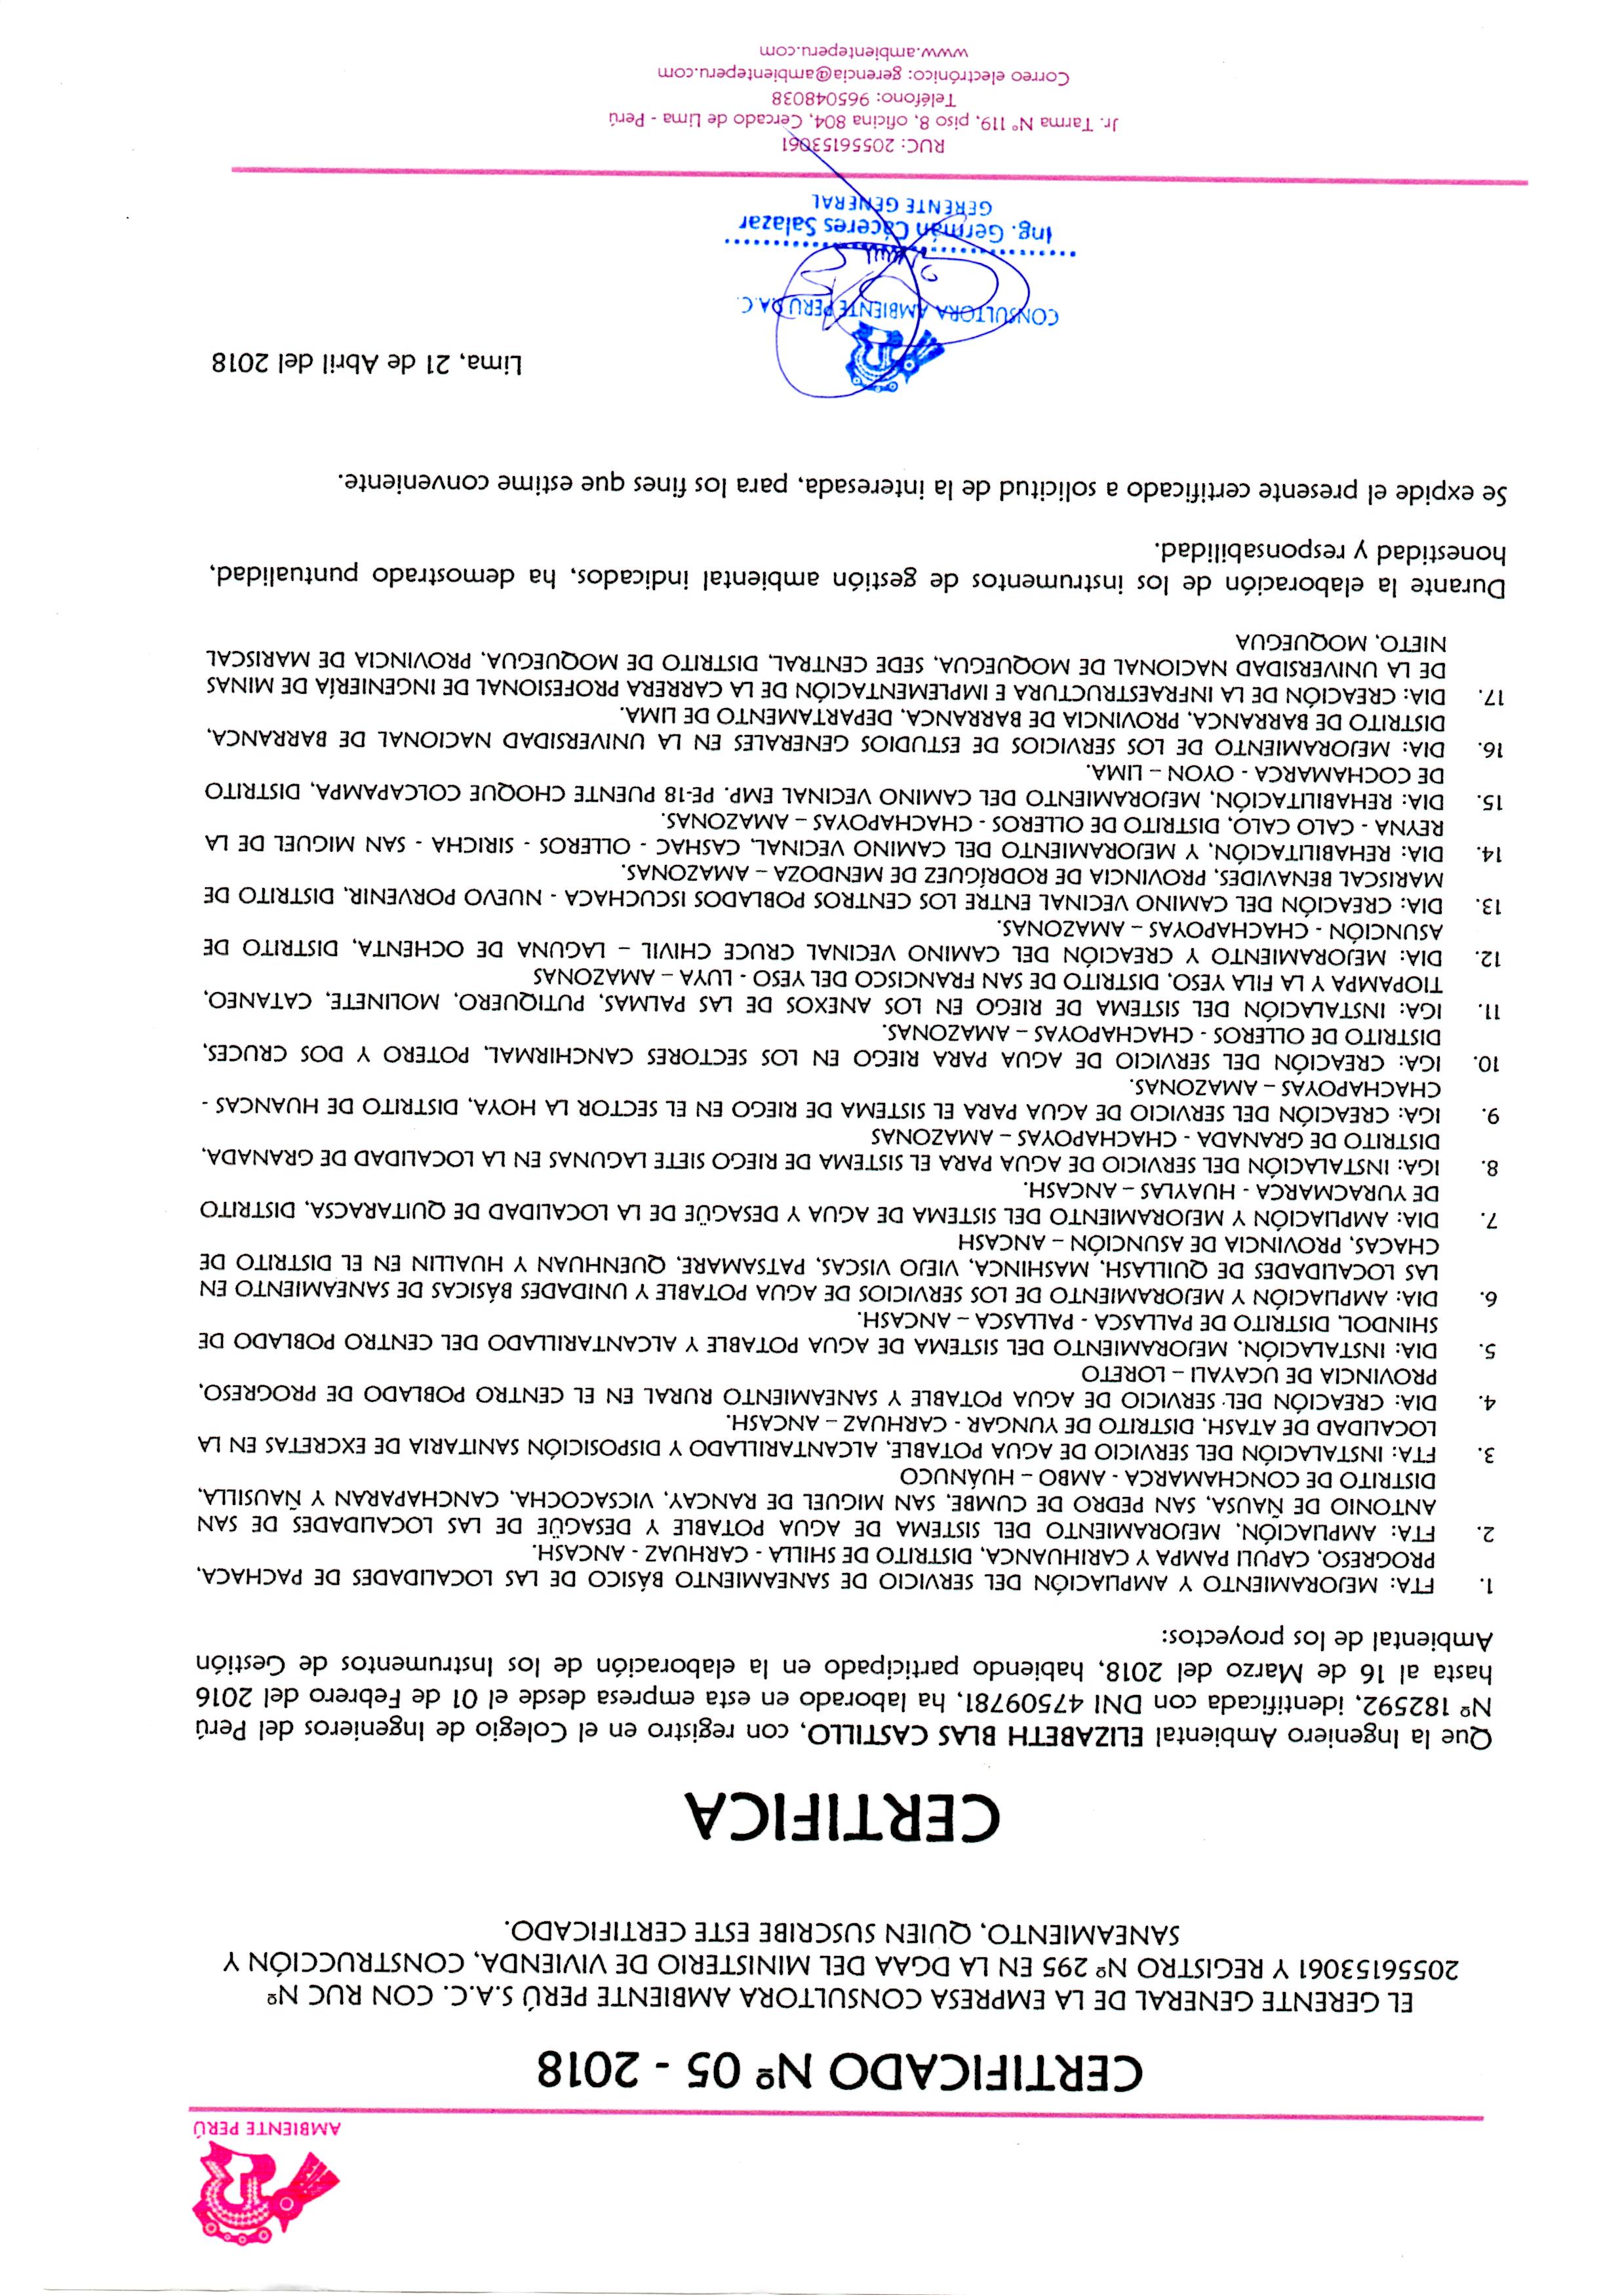 AMBIENTE PERÚ
CERTIFICADO Nº 05 - 2018
EL GERENTE GENERAL DE LA EMPRESA CONSULTORA AMBIENTE PERÚ S.A.C. CON RUC Nº
20556153061 Y REGISTRO Nº 295 EN LA DGAA DEL MINISTERIO DE VIVIENDA, CONSTRUCCIÓN Y
SANEAMIENTO, QUIEN SUSCRIBE ESTE CERTIFICADO.
CERTIFICA
Que la Ingeniero Ambiental ELIZABETH BLAS CASTILLO, con registro en el Colegio de Ingenieros del Perú
Nº 182592, identificada con DNI 47509781, ha laborado en esta empresa desde el 01 de Febrero del 2016
hasta al 16 de Marzo del 2018, habiendo participado en la elaboración de los Instrumentos de Gestión
Ambiental de los proyectos:
1. FTA: MEJORAMIENTO Y AMPLIACIÓN DEL SERVICIO DE SANEAMIENTO BÁSICO DE LAS LOCALIDADES DE PACHACA,
PROGRESO, CAPULI PAMPA Y CARIHUANCA, DISTRITO DE SHILLA - CARHUAZ - ANCASH.
2. FTA: AMPLIACIÓN, MEJORAMIENTO DEL SISTEMA DE AGUA POTABLE Y DESAGÜE DE LAS LOCALIDADES DE SAN
ANTONIO DE ÑAUSA, SAN PEDRO DE CUMBE, SAN MIGUEL DE RANCAY, VICSACOCHA, CANCHAPARAN Y ÑAUSILLA,
DISTRITO DE CONCHAMARCA - AMBO – HUÁNUCO
3. FTA: INSTALACIÓN DEL SERVICIO DE AGUA POTABLE, ALCANTARILLADO Y DISPOSICIÓN SANITARIA DE EXCRETAS EN LA
LOCALIDAD DE ATASH, DISTRITO DE YUNGAR - CARHUAZ – ANCASH.
4. DIA: CREACIÓN DEL SERVICIO DE AGUA POTABLE Y SANEAMIENTO RURAL EN EL CENTRO POBLADO DE PROGRESO,
PROVINCIA DE UCAYALI – LORETO
5. DIA: INSTALACIÓN, MEJORAMIENTO DEL SISTEMA DE AGUA POTABLE Y ALCANTARILLADO DEL CENTRO POBLADO DE
SHINDOL, DISTRITO DE PALLASCA - PALLASCA – ANCASH.
6. DIA: AMPLIACIÓN Y MEJORAMIENTO DE LOS SERVICIOS DE AGUA POTABLE Y UNIDADES BÁSICAS DE SANEAMIENTO EN
LAS LOCALIDADES DE QUILLASH, MASHINCA, VIEJO VISCAS, PATSAMARE, QUENHUAN Y HUALLIN EN EL DISTRITO DE
CHACAS, PROVINCIA DE ASUNCIÓN – ANCASH
7. DIA: AMPLIACIÓN Y MEJORAMIENTO DEL SISTEMA DE AGUA Y DESAGÜE DE LA LOCALIDAD DE QUITARACSA, DISTRITO
DE YURACMARCA - HUAYLAS – ANCASH.
8. IGA: INSTALACIÓN DEL SERVICIO DE AGUA PARA EL SISTEMA DE RIEGO SIETE LAGUNAS EN LA LOCALIDAD DE GRANADA,
DISTRITO DE GRANADA - CHACHAPOYAS – AMAZONAS
9. IGA: CREACIÓN DEL SERVICIO DE AGUA PARA EL SISTEMA DE RIEGO EN EL SECTOR LA HOYA, DISTRITO DE HUANCAS -
CHACHAPOYAS – AMAZONAS.
10. IGA: CREACIÓN DEL SERVICIO DE AGUA PARA RIEGO EN LOS SECTORES CANCHIRMAL, POTERO Y DOS CRUCES,
DISTRITO DE OLLEROS - CHACHAPOYAS – AMAZONAS.
11. IGA: INSTALACIÓN DEL SISTEMA DE RIEGO EN LOS ANEXOS DE LAS PALMAS, PUTIQUERO, MOLINETE, CATANEO,
TIOPAMPA Y LA FILA YESO, DISTRITO DE SAN FRANCISCO DEL YESO - LUYA – AMAZONAS
12. DIA: MEJORAMIENTO Y CREACIÓN DEL CAMINO VECINAL CRUCE CHIVIL – LAGUNA DE OCHENTA, DISTRITO DE
ASUNCIÓN - CHACHAPOYAS – AMAZONAS.
13. DIA: CREACIÓN DEL CAMINO VECINAL ENTRE LOS CENTROS POBLADOS ISCUCHACA - NUEVO PORVENIR, DISTRITO DE
MARISCAL BENAVIDES, PROVINCIA DE RODRÍGUEZ DE MENDOZA – AMAZONAS.
14. DIA: REHABILITACIÓN, Y MEJORAMIENTO DEL CAMINO VECINAL, CASHAC - OLLEROS - SIRICHA - SAN MIGUEL DE LA
REYNA - CALO CALO, DISTRITO DE OLLEROS - CHACHAPOYAS – AMAZONAS.
15. DIA: REHABILITACIÓN, MEJORAMIENTO DEL CAMINO VECINAL EMP. PE-18 PUENTE CHOQUE COLCAPAMPA, DISTRITO
DE COCHAMARCA - OYON – LIMA.
16. DIA: MEJORAMIENTO DE LOS SERVICIOS DE ESTUDIOS GENERALES EN LA UNIVERSIDAD NACIONAL DE BARRANCA,
DISTRITO DE BARRANCA, PROVINCIA DE BARRANCA, DEPARTAMENTO DE LIMA.
17. DIA: CREACIÓN DE LA INFRAESTRUCTURA E IMPLEMENTACIÓN DE LA CARRERA PROFESIONAL DE INGENIERÍA DE MINAS
DE LA UNIVERSIDAD NACIONAL DE MOQUEGUA, SEDE CENTRAL, DISTRITO DE MOQUEGUA, PROVINCIA DE MARISCAL
NIETO, MOQUEGUA
Durante la elaboración de los instrumentos de gestión ambiental indicados, ha demostrado puntualidad,
honestidad y responsabilidad.
Se expide el presente certificado a solicitud de la interesada, para los fines que estime conveniente.
Lima, 21 de Abril del 2018
CONSULTORA AMBIENTE PERU S.A.C.
Ing. Germán Cáceres Salazar
GERENTE GENERAL
RUC: 20556153061
Jr. Tarma N° 119, piso 8, oficina 804, Cercado de Lima - Perú
Teléfono: 965048038
Correo electrónico: gerencia@ambienteperu.com
www.ambienteperu.com